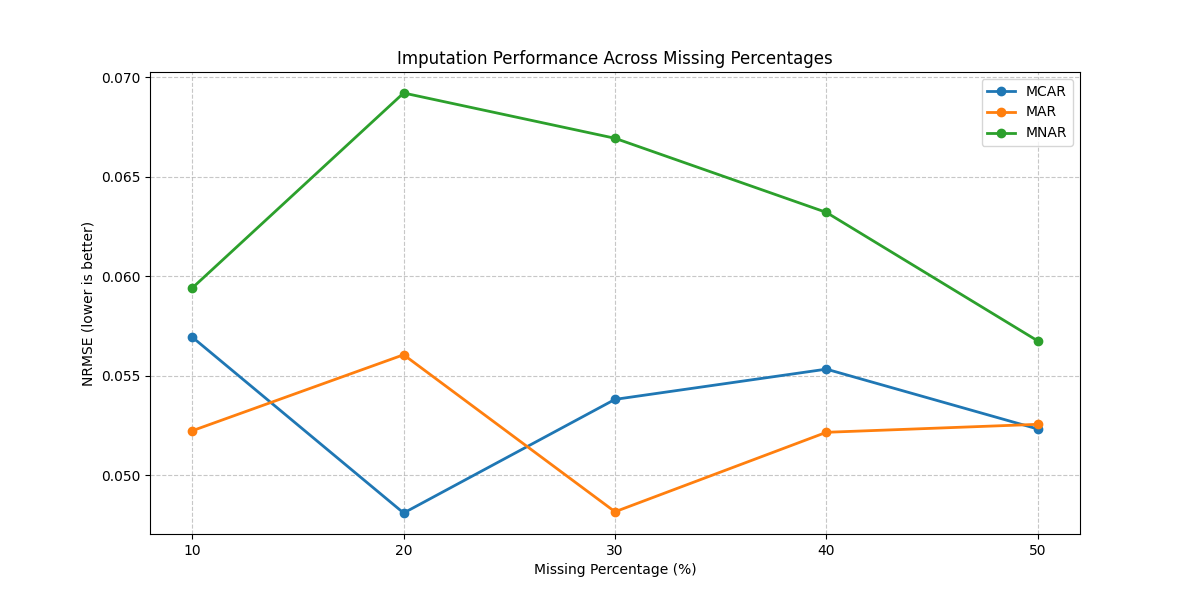 Imputation Performance Across Missing Percentages
MCAR
MAR
MNAR
NRMSE (lower is better)
0.070
0.065
0.060
0.055
0.050
10 20 30 40 50
Missing Percentage (%)